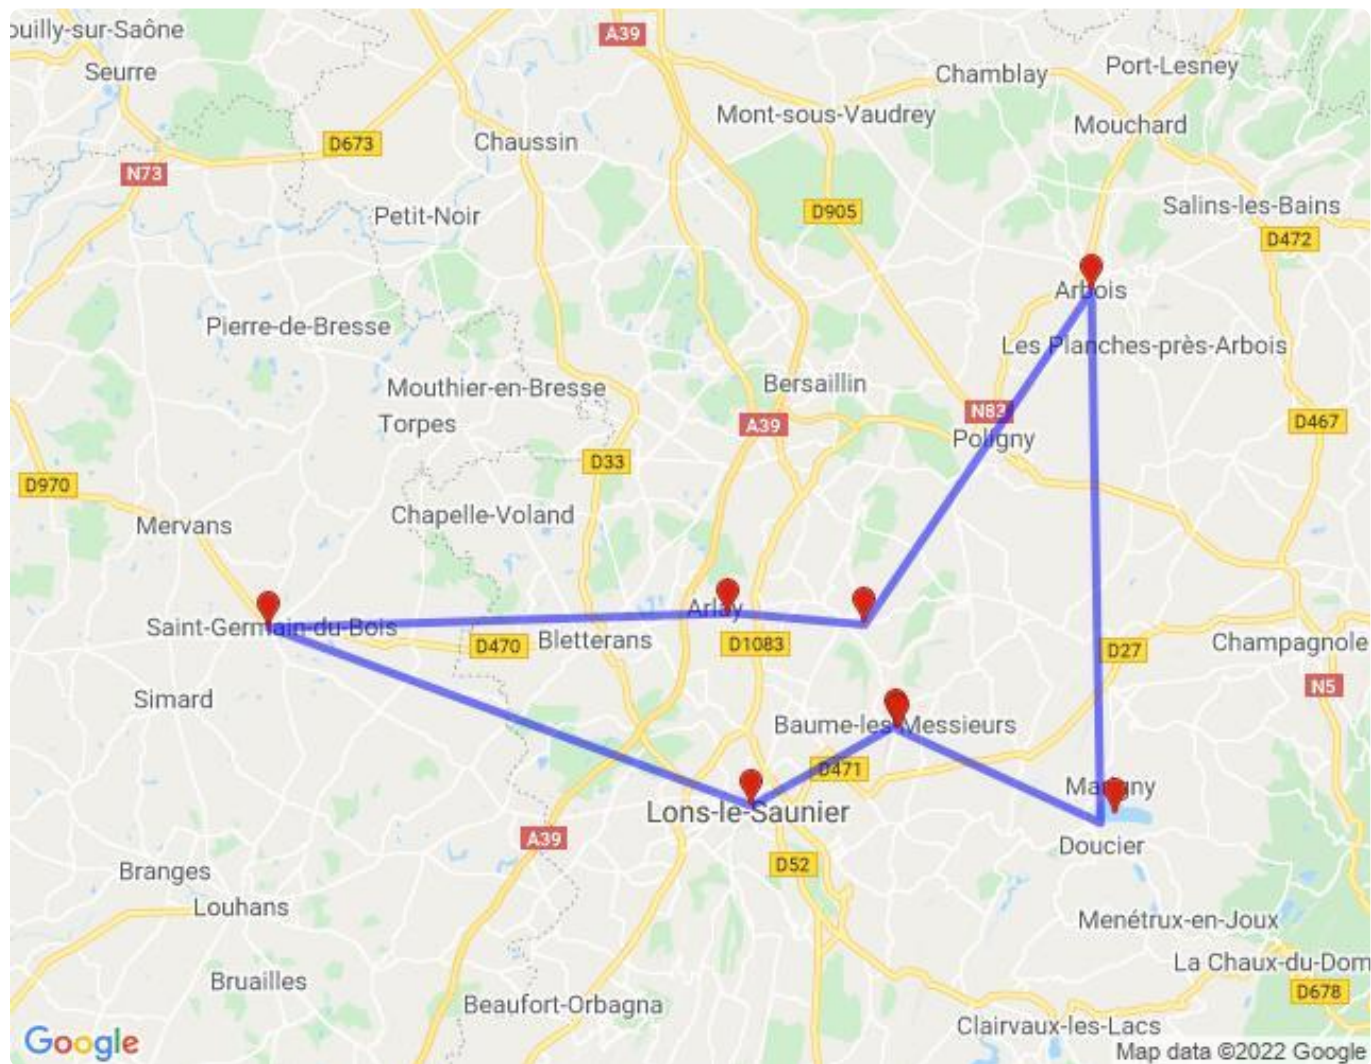 ouilly-sur-Saône
A39
Seurre
Chamblay
Port-Lesney
Mont-sous-Vaudrey
Mouchard
D673
Chaussin
N73
Salins-les-Bains
Petit-Noir
D905
D472
Arbois
Pierre-de-Bresse
Les Planches-près-Arbois
Mouthier-en-Bresse
Bersaillin
Torpes
A39
N83
D467
Poligny
D33
D970
Chapelle-Voland
Mervans
Arlay
Saint-Germain-du-Bois
D470
Bletterans
D1083
D27
Champagnole
Simard
N5
Baume-les-Messieurs
D471
Marigny
Lons-le-Saunier
A39
Doucier
D52
Branges
Louhans
Menétrux-en-Joux
La Chaux-du-Dom
Bruailles
D678
Beaufort-Orbagna
Clairvaux-les-Lacs
Google
Map data ©2022 Google